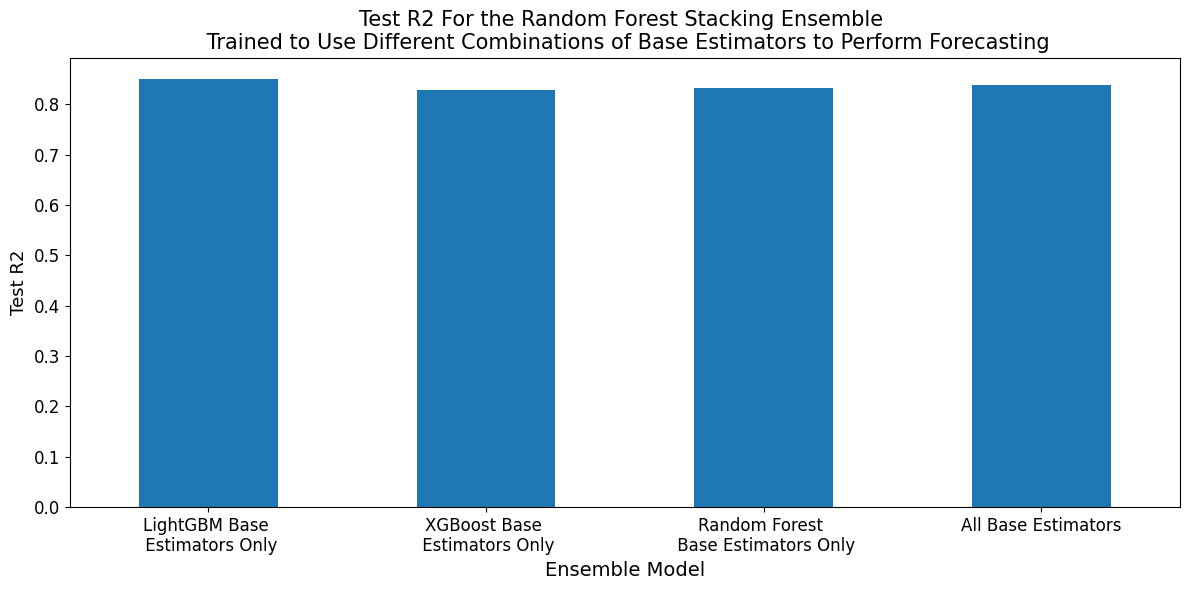 Test R2 For the Random Forest Stacking Ensemble
Trained to Use Different Combinations of Base Estimators to Perform Forecasting
Test R2
0.8
0.7
0.6
0.5
0.4
0.3
0.2
0.1
0.0
LightGBM Base
Estimators Only
XGBoost Base
Estimators Only
Random Forest
Base Estimators Only
All Base Estimators
Ensemble Model